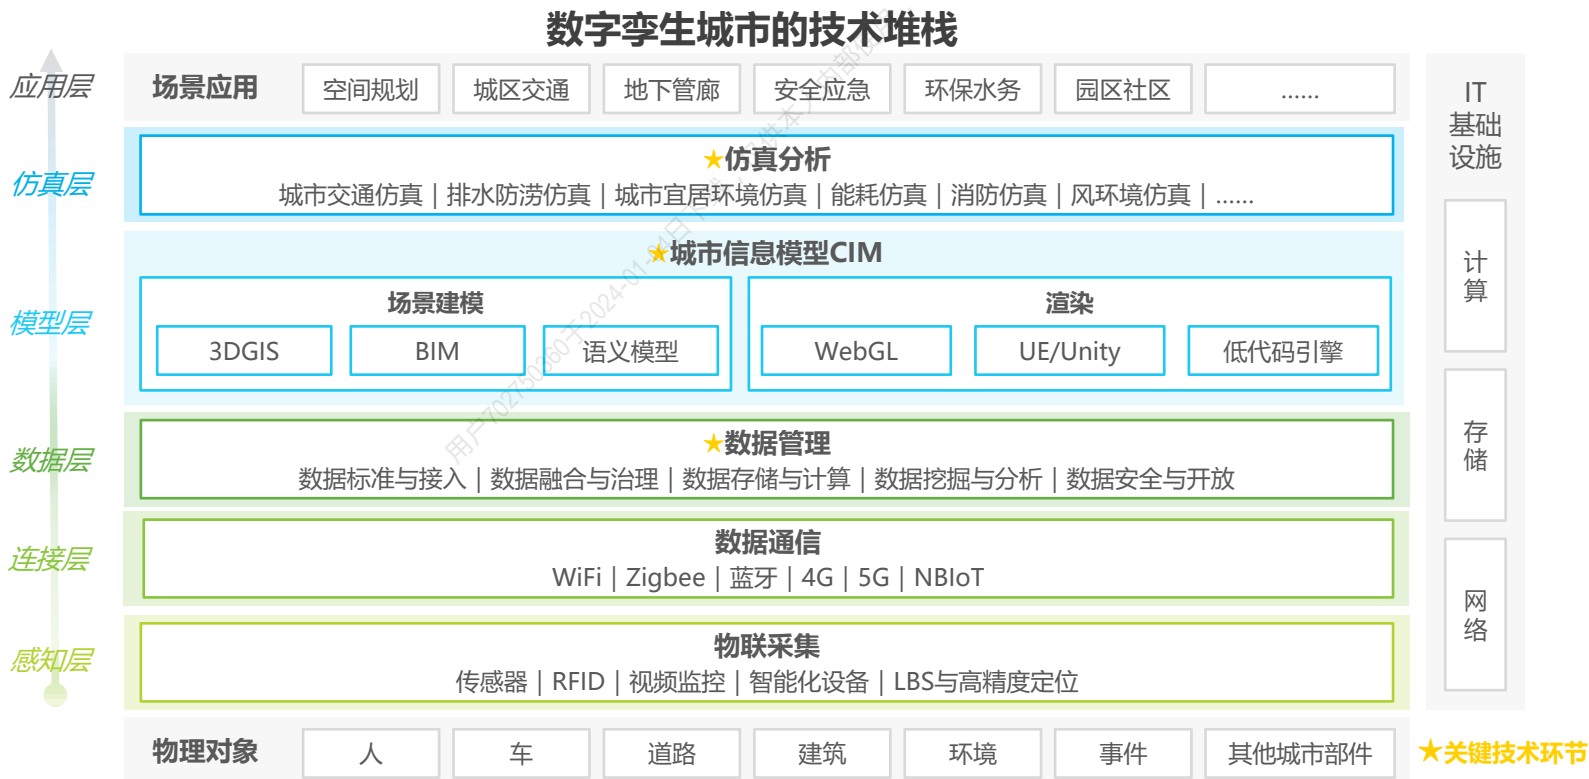 数字孪生城市的技术堆栈
应用层
场景应用
空间规划
城区交通
地下管廊
安全应急
环保水务
园区社区
......
仿真层
★仿真分析
城市交通仿真 | 排水防涝仿真 | 城市宜居环境仿真 | 能耗仿真 | 消防仿真 | 风环境仿真 | ......
模型层
★城市信息模型CIM
场景建模
3DGIS
BIM
语义模型
渲染
WebGL
UE/Unity
低代码引擎
数据层
★数据管理
数据标准与接入 | 数据融合与治理 | 数据存储与计算 | 数据挖掘与分析 | 数据安全与开放
连接层
数据通信
WiFi | Zigbee | 蓝牙 | 4G | 5G | NBIoT
感知层
物联采集
传感器 | RFID | 视频监控 | 智能化设备 | LBS与高精度定位
物理对象
人
车
道路
建筑
环境
事件
其他城市部件
IT
基础
设施
计
算
存
储
网
络
★关键技术环节